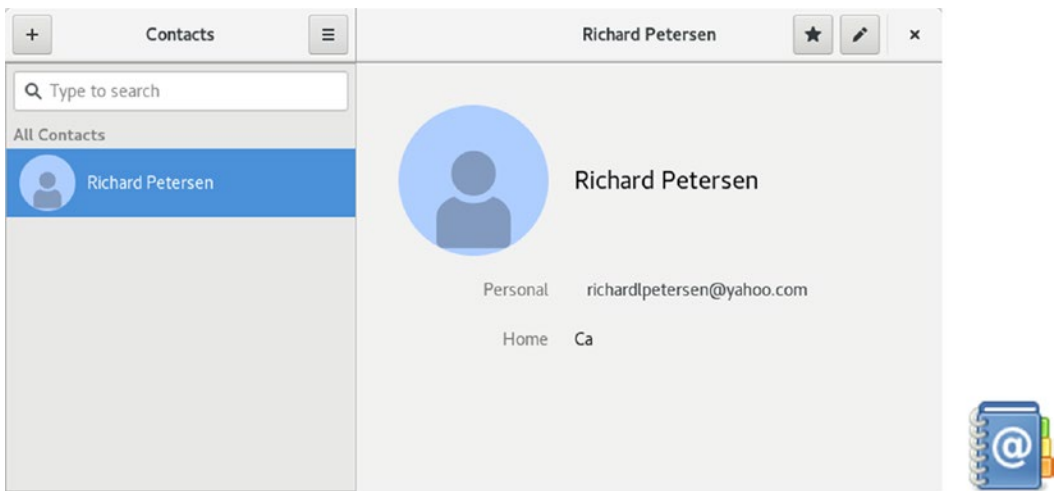 Contacts
Richard Petersen
Type to search
All Contacts
Richard Petersen
Richard Petersen
Personal richardlpetersen@yahoo.com
Home Ca
@